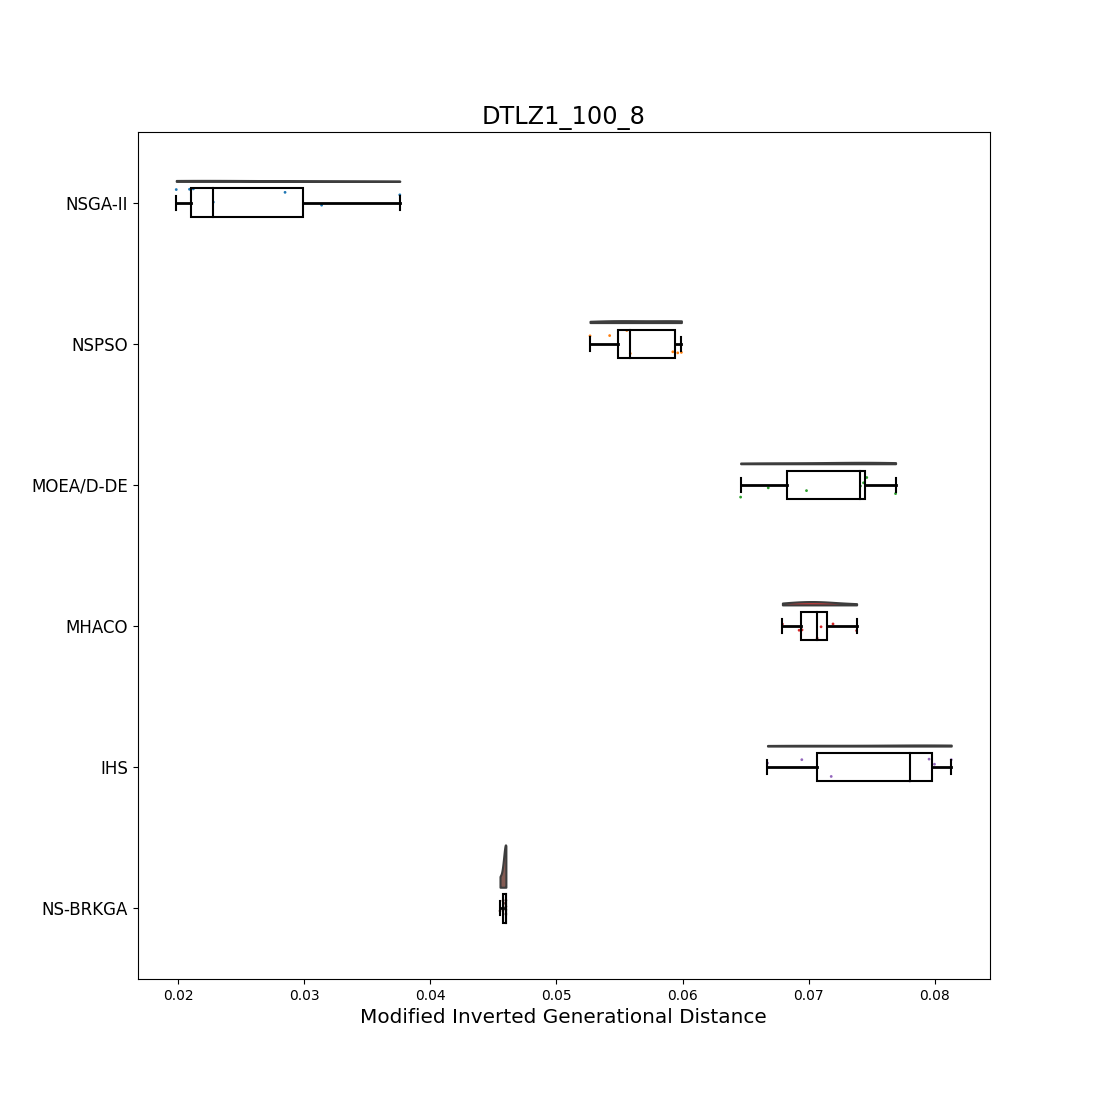 DTLZ1_100_8
NSGA-II
NSPSO
MOEA/D-DE
MHACO
IHS
NS-BRKGA
0.02 0.03 0.04 0.05 0.06 0.07 0.08
Modified Inverted Generational Distance